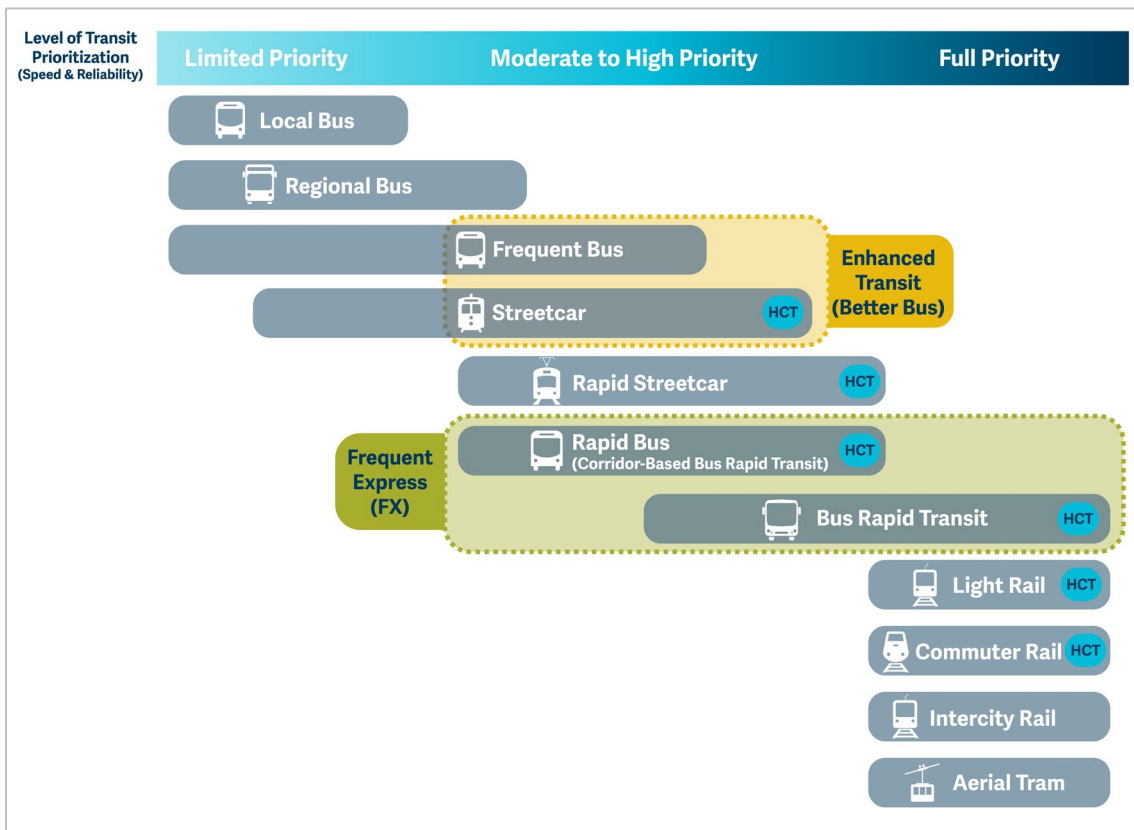 Level of Transit
Prioritization
(Speed & Reliability)
Limited Priority
Moderate to High Priority
Full Priority
Local Bus
Regional Bus
Frequent Bus
Enhanced
Transit
(Better Bus)
Streetcar
HCT
Rapid Streetcar
HCT
Frequent
Express
(FX)
Rapid Bus
(Corridor-Based Bus Rapid Transit)
HCT
Bus Rapid Transit
HCT
Light Rail
HCT
Commuter Rail
HCT
Intercity Rail
Aerial Tram